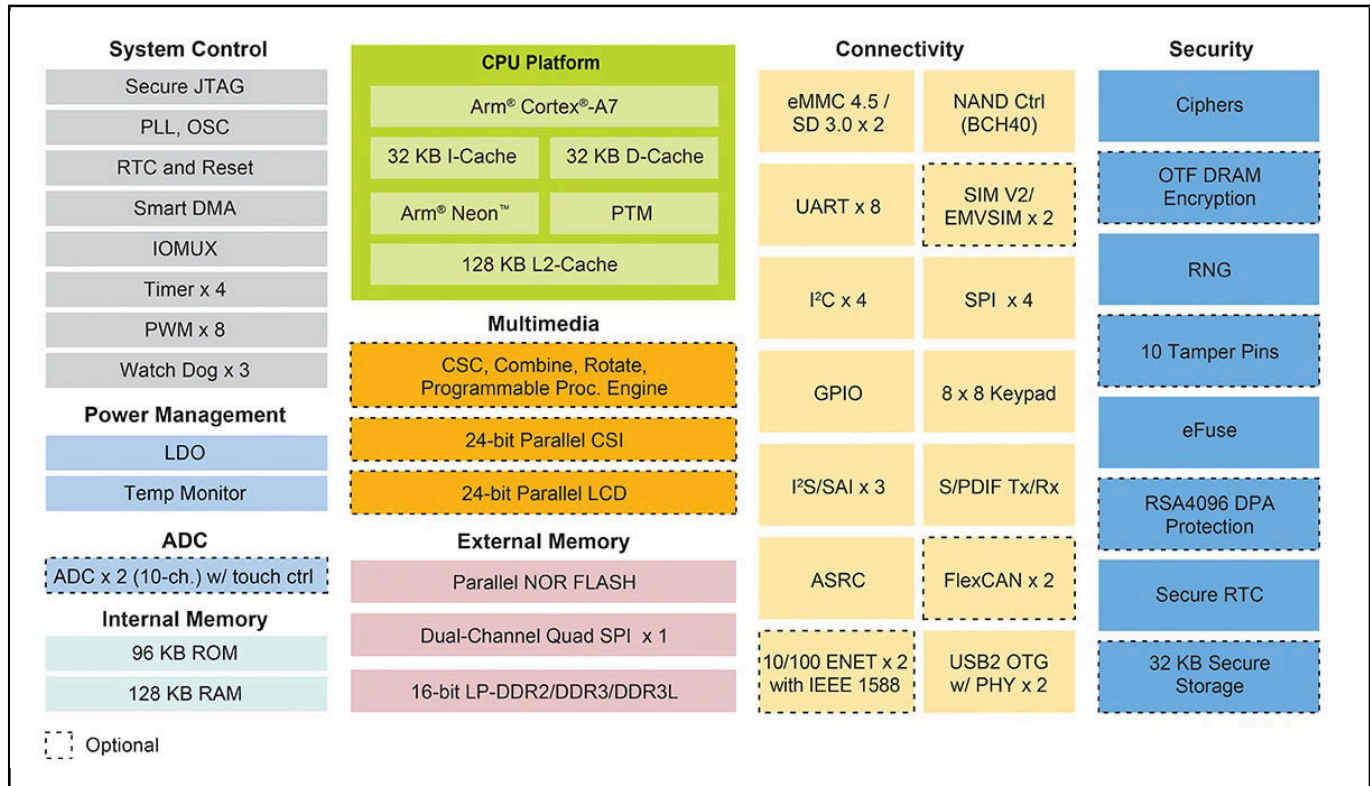 System Control
Secure JTAG
PLL, OSC
RTC and Reset
Smart DMA
IOMUX
Timer x 4
PWM x 8
Watch Dog x 3
Power Management
LDO
Temp Monitor
ADC
ADC x 2 (10-ch.) w/ touch ctrl
Internal Memory
96 KB ROM
128 KB RAM
Optional
CPU Platform
Arm® Cortex®-A7
32 KB I-Cache
32 KB D-Cache
Arm® Neon™
PTM
128 KB L2-Cache
Multimedia
CSC, Combine, Rotate,
Programmable Proc. Engine
24-bit Parallel CSI
24-bit Parallel LCD
External Memory
Parallel NOR FLASH
Dual-Channel Quad SPI x 1
16-bit LP-DDR2/DDR3/DDR3L
Connectivity
eMMC 4.5 /
SD 3.0 x 2
NAND Ctrl
(BCH40)
UART x 8
SIM V2/
EMVSIM x 2
I²C x 4
SPI x 4
GPIO
8 x 8 Keypad
I²S/SAI x 3
S/PDIF Tx/Rx
ASRC
FlexCAN x 2
10/100 ENET x 2
with IEEE 1588
USB2 OTG
w/ PHY x 2
Security
Ciphers
OTF DRAM
Encryption
RNG
10 Tamper Pins
eFuse
RSA4096 DPA
Protection
Secure RTC
32 KB Secure
Storage